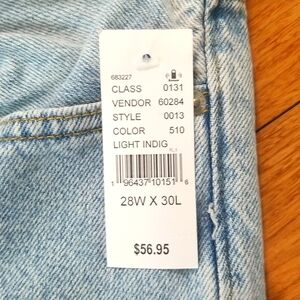 683227
CLASS 0131
VENDOR 60284
STYLE 0013
COLOR 510
LIGHT INDIG
1 96437 10151 6
28W X 30L
$56.95